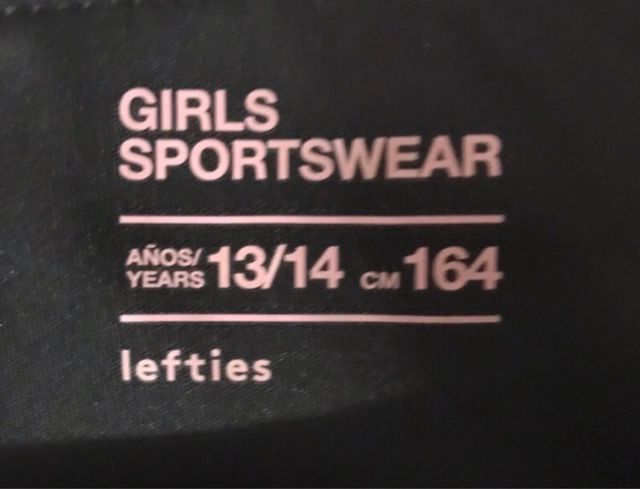 GIRLS
SPORTSWEAR
AÑOS/
YEARS 13/14 CM 164
lefties